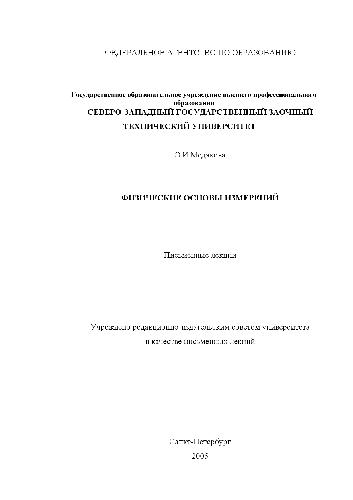 ФЕДЕРАЛЬНОЕ АГЕНТСТВО ПО ОБРАЗОВАНИЮ
Государственное образовательное учреждение высшего профессионального
образования
СЕВЕРО-ЗАПАДНЫЙ ГОСУДАРСТВЕННЫЙ ЗАОЧНЫЙ
ТЕХНИЧЕСКИЙ УНИВЕРСИТЕТ
ФИЗИЧЕСКИЕ ОСНОВЫ ИЗМЕРЕНИЙ
Письменные лекции
Утверждено редакционно-издательским советом университета
в качестве письменных лекций
Санкт-Петербург
2005